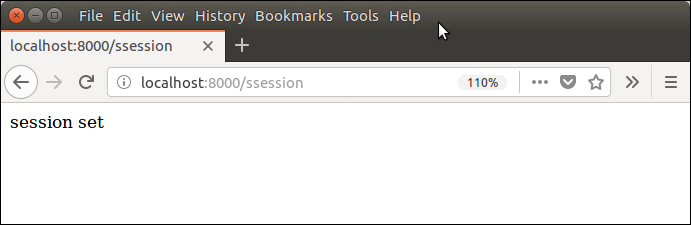 File Edit View History Bookmarks Tools Help
localhost:8000/ssession
localhost:8000/ssession 110%
session set